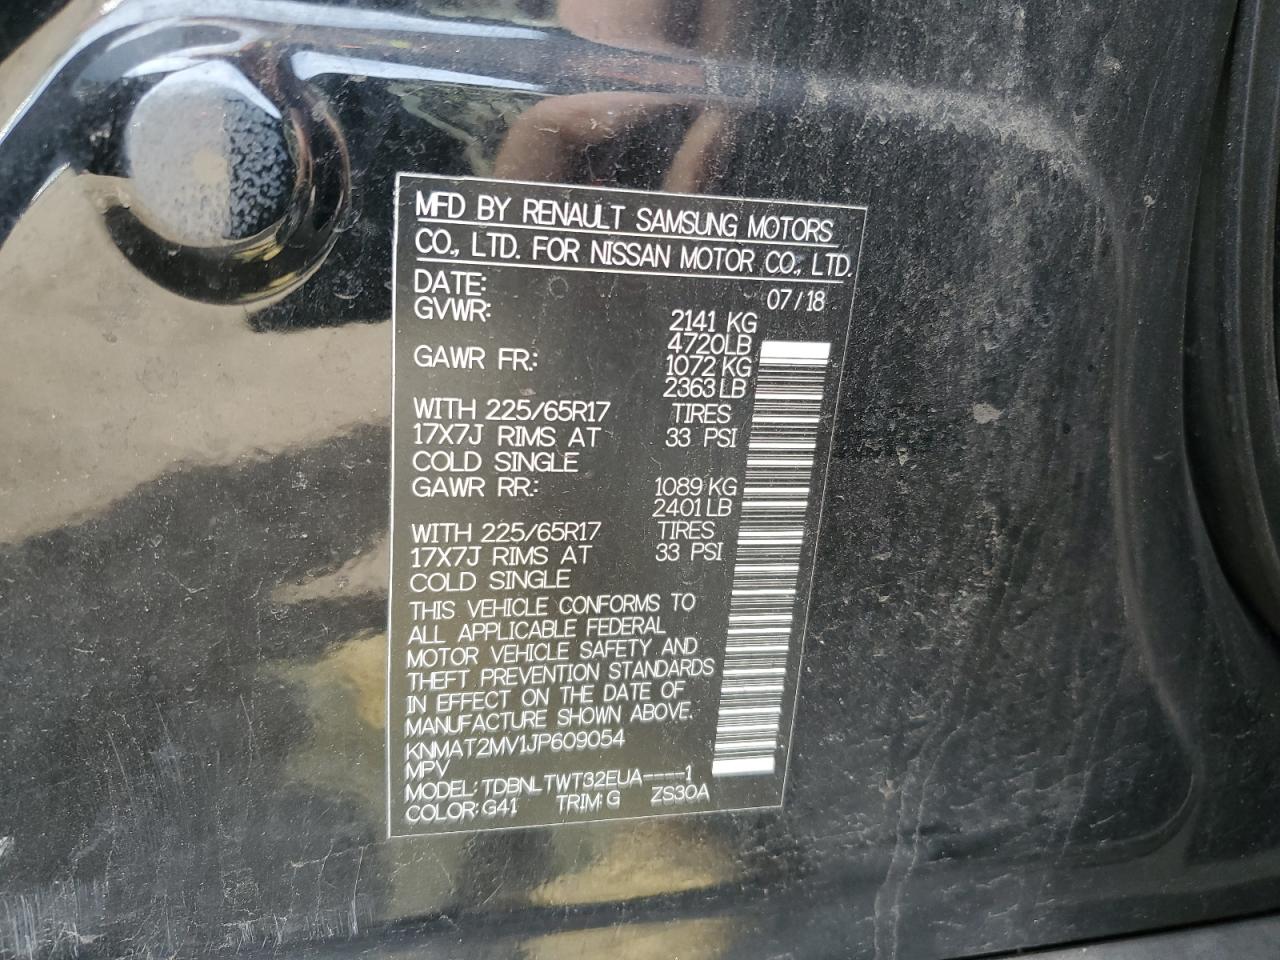 MFD BY RENAULT SAMSUNG MOTORS
CO., LTD. FOR NISSAN MOTOR CO., LTD.
DATE: 07/18
GVWR: 2141 KG
4720LB
GAWR FR: 1072 KG
2363 LB
WITH 225/65R17 TIRES
17X7J RIMS AT 33 PSI
COLD SINGLE
GAWR RR: 1089 KG
2401 LB
WITH 225/65R17 TIRES
17X7J RIMS AT 33 PSI
COLD SINGLE
THIS VEHICLE CONFORMS TO
ALL APPLICABLE FEDERAL
MOTOR VEHICLE SAFETY AND
THEFT PREVENTION STANDARDS
IN EFFECT ON THE DATE OF
MANUFACTURE SHOWN ABOVE.
KNMAT2MV1JP609054
MPV
MODEL: TDBNLTWT32EUA----1
COLOR: G41 TRIM: G ZS30A